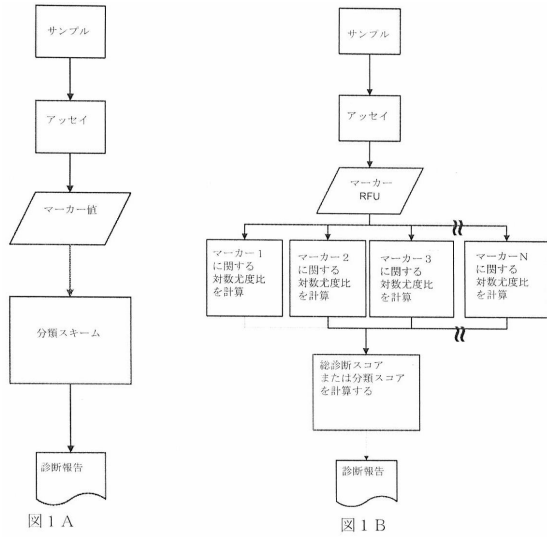 サンプル
アッセイ
マーカー値
分類スキーム
診断報告
図1A
サンプル
アッセイ
マーカー
RFU
マーカー1
に関する
対数尤度比
を計算
マーカー2
に関する
対数尤度比
を計算
マーカー3
に関する
対数尤度比
を計算
マーカーN
に関する
対数尤度比
を計算
総診断スコア
または分類スコア
を計算する
診断報告
図1B